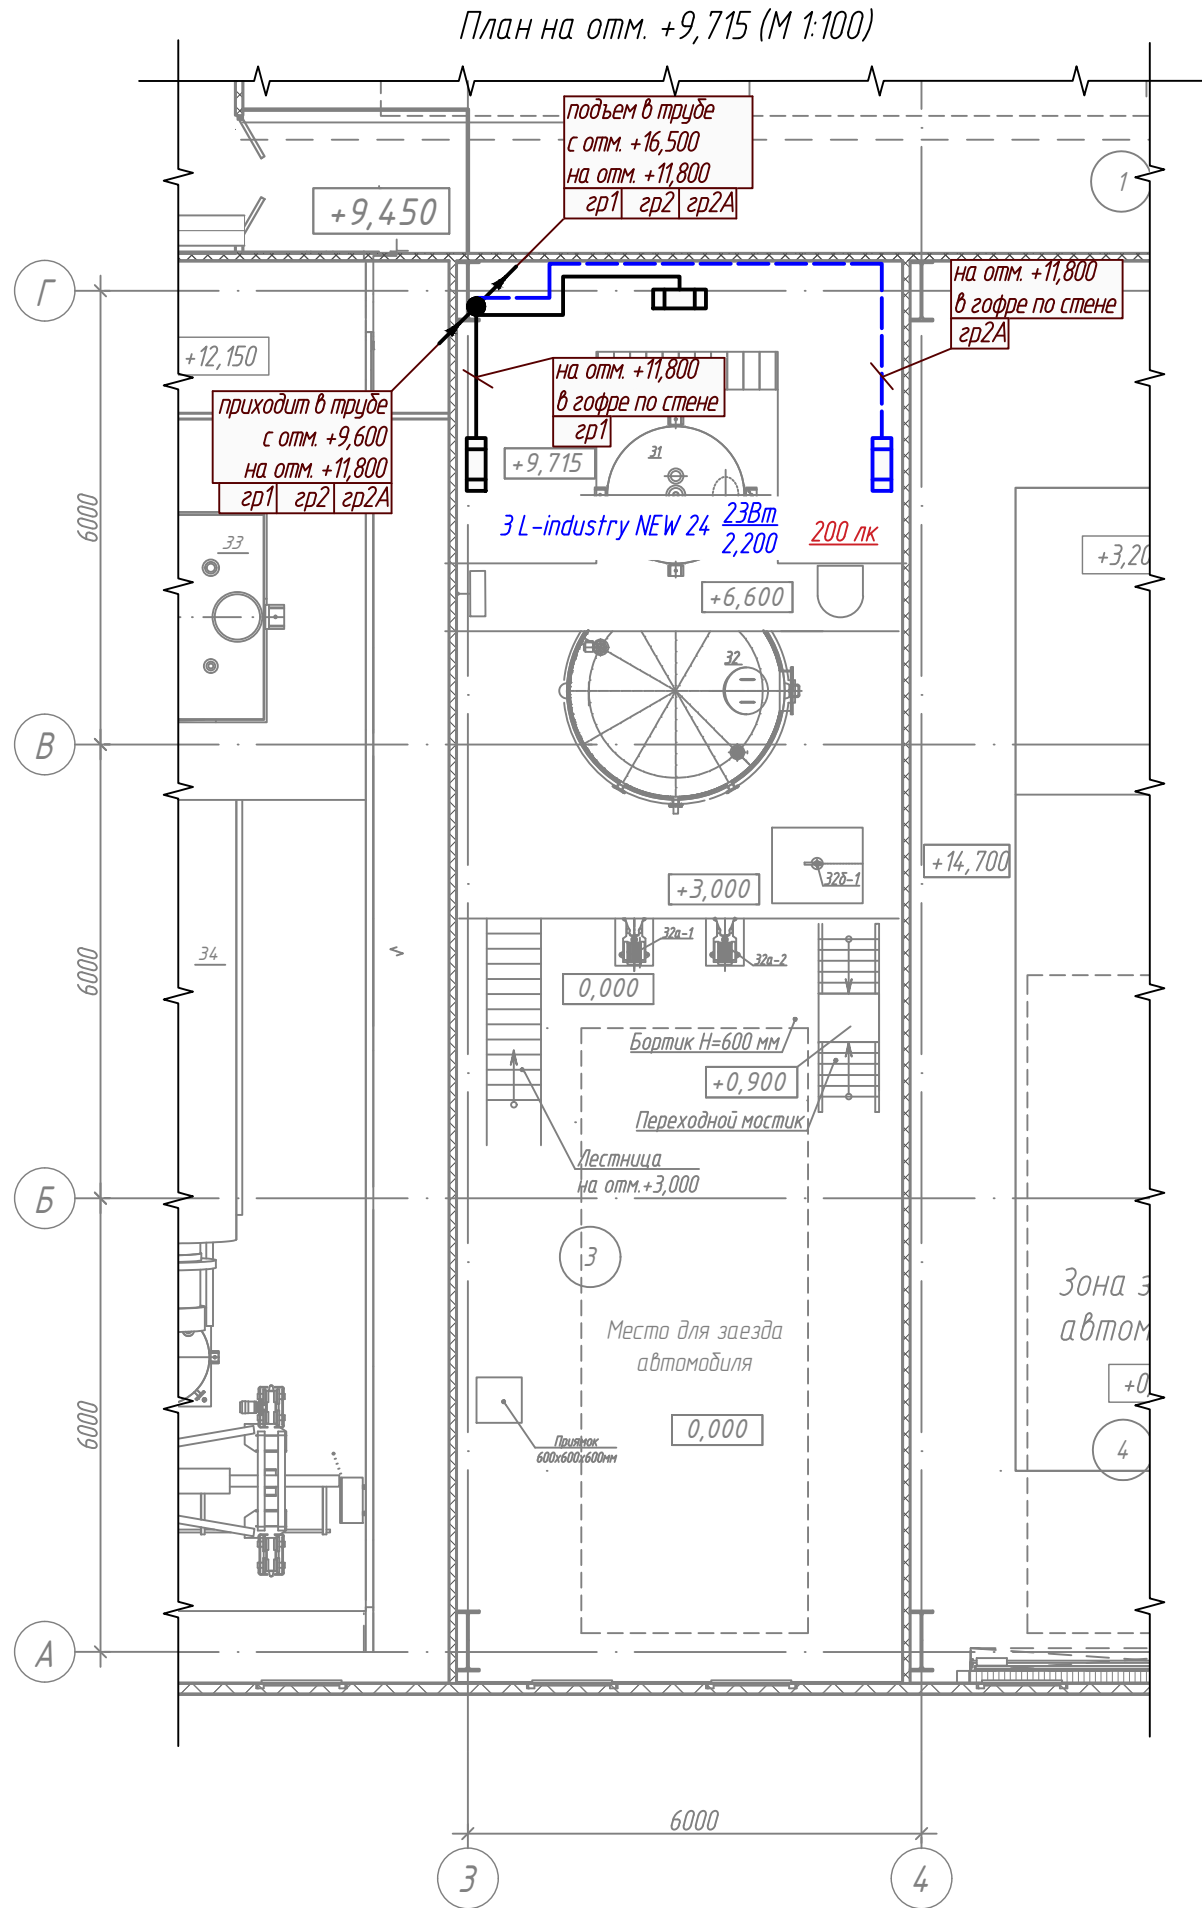 План на отм. +9,715 (М 1:100)
подъем в трубе
с отм. +16,500
на отм. +11,800
гр1 гр2 гр2А
1
+9,450
Г
на отм. +11,800
в гофре по стене
гр2А
+12,150
на отм. +11,800
в гофре по стене
гр1
приходит в трубе
с отм. +9,600
на отм. +11,800
гр1 гр2 гр2А
31
+9,715
6000
3 L-industry NEW 24 23Вт
2,200
200 лк
33
+3,20
+6,600
32
В
+14,700
32б-1
+3,000
34
32а-1
32а-2
6000
0,000
Бортик Н=600 мм
+0,900
Переходной мостик
Лестница
на отм.+3,000
Б
3
Зона з
автом
Место для заезда
автомобиля
+0,
6000
0,000
4
Приямок
600х600х600мм
А
6000
3
4